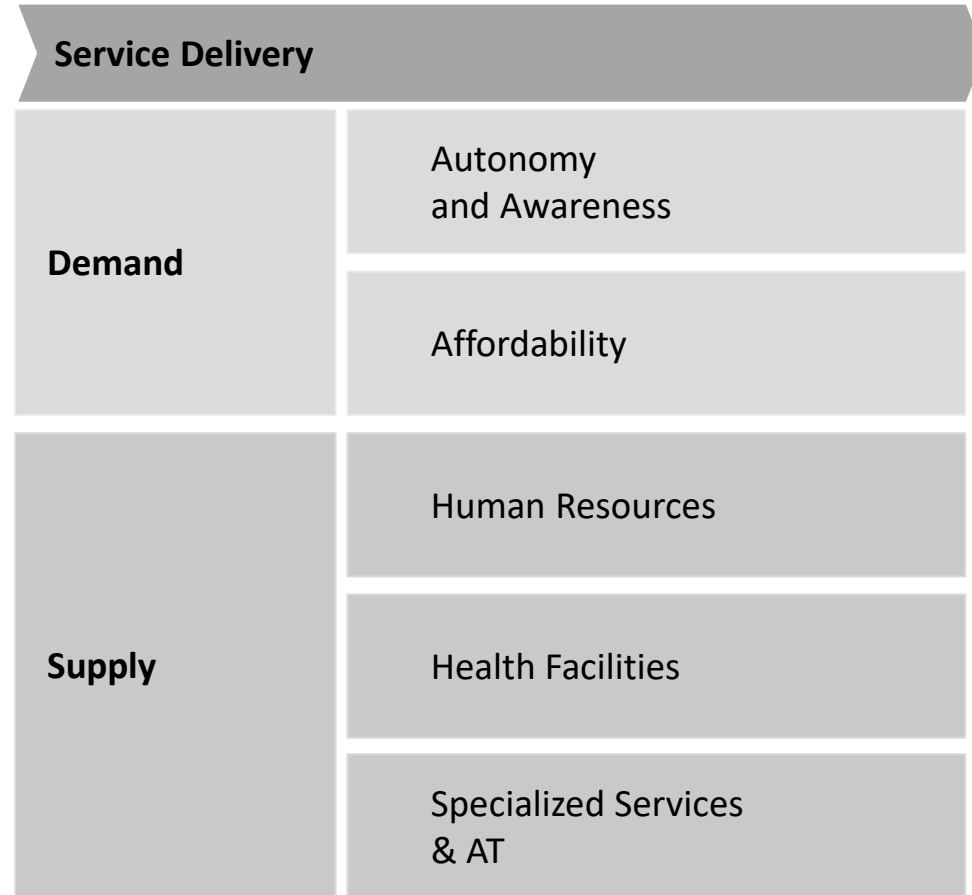 Service Delivery
Demand
Autonomy
and Awareness
Affordability
Supply
Human Resources
Health Facilities
Specialized Services
& AT